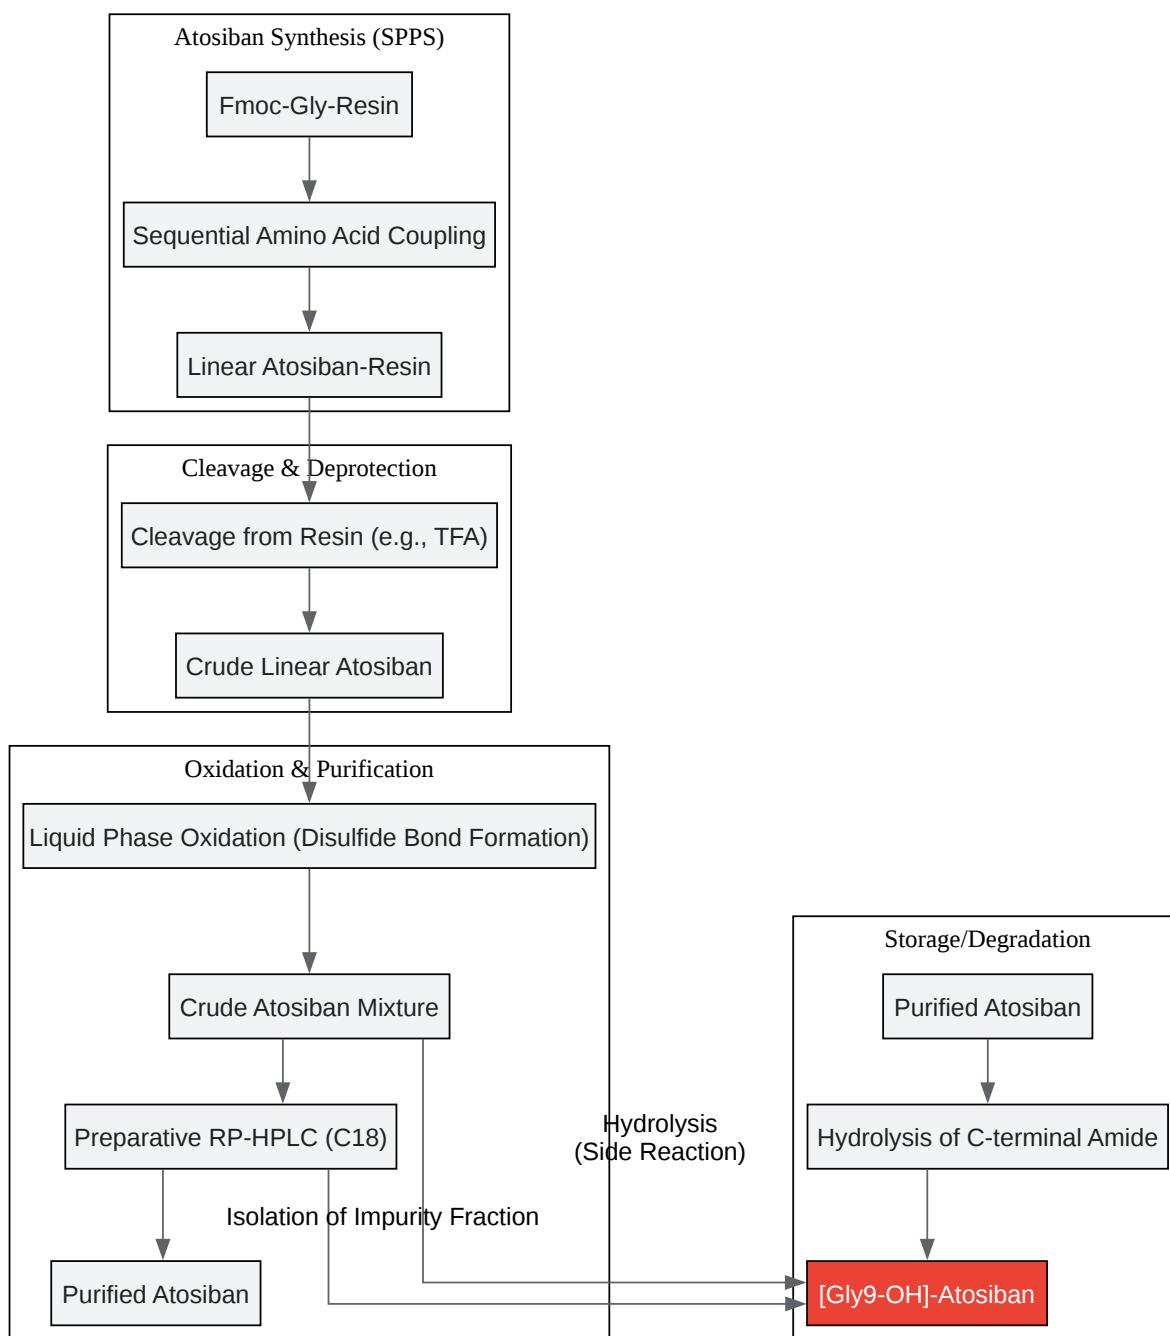 Atosiban Synthesis (SPPS)
Fmoc-Gly-Resin
Sequential Amino Acid Coupling
Linear Atosiban-Resin
Cleavage & Deprotection
Cleavage from Resin (e.g., TFA)
Crude Linear Atosiban
Oxidation & Purification
Liquid Phase Oxidation (Disulfide Bond Formation)
Crude Atosiban Mixture
Preparative RP-HPLC (C18)
Hydrolysis
(Side Reaction)
Isolation of Impurity Fraction
Purified Atosiban
Storage/Degradation
Purified Atosiban
Hydrolysis of C-terminal Amide
[Gly9-OH]-Atosiban